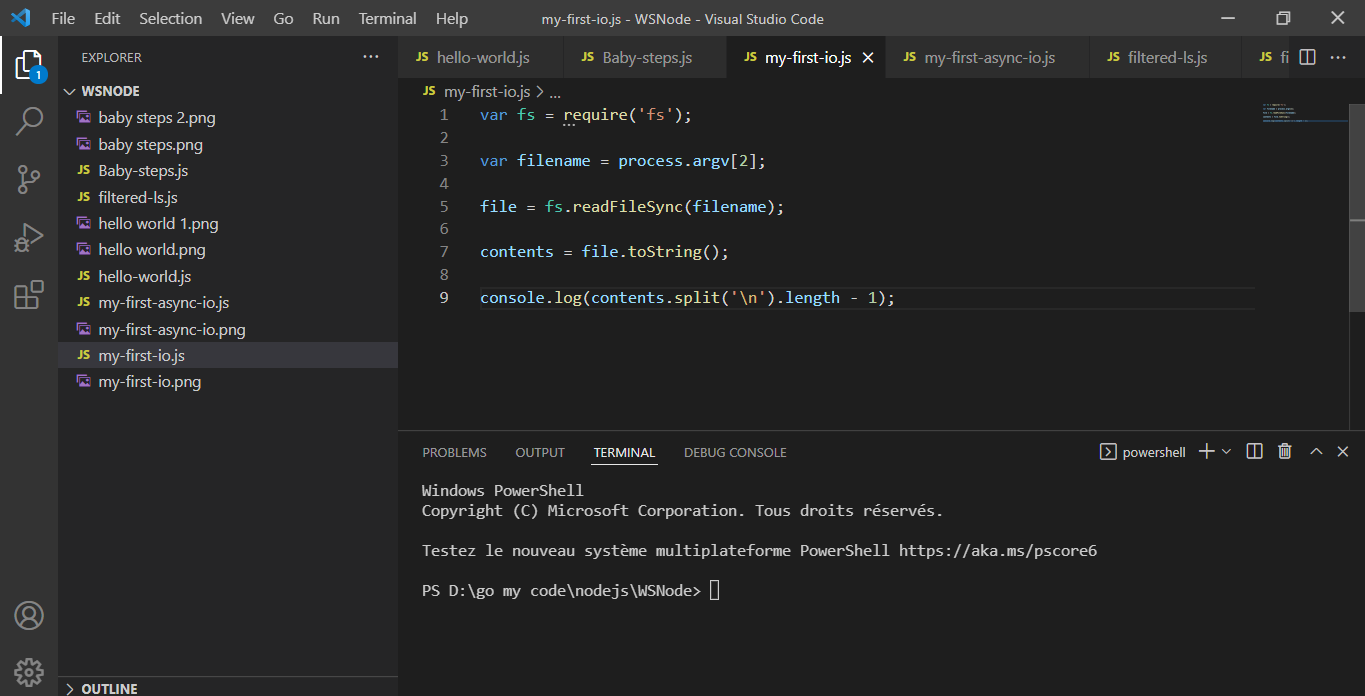 File Edit Selection View Go Run Terminal Help my-first-io.js - WSNode - Visual Studio Code
1
EXPLORER
WSNODE
baby steps 2.png
baby steps.png
JS Baby-steps.js
JS filtered-ls.js
hello world 1.png
hello world.png
JS hello-world.js
JS my-first-async-io.js
my-first-async-io.png
JS my-first-io.js
my-first-io.png
OUTLINE
JS hello-world.js JS Baby-steps.js JS my-first-io.js JS my-first-async-io.js JS filtered-ls.js JS fi
JS my-first-io.js > ...
1 var fs = require('fs');
2
3 var filename = process.argv[2];
4
5 file = fs.readFileSync(filename);
6
7 contents = file.toString();
8
9 console.log(contents.split('\n').length - 1);
PROBLEMS OUTPUT TERMINAL DEBUG CONSOLE powershell
Windows PowerShell
Copyright (C) Microsoft Corporation. Tous droits réservés.
Testez le nouveau système multiplateforme PowerShell https://aka.ms/pscore6
PS D:\go my code\nodejs\WSNode>